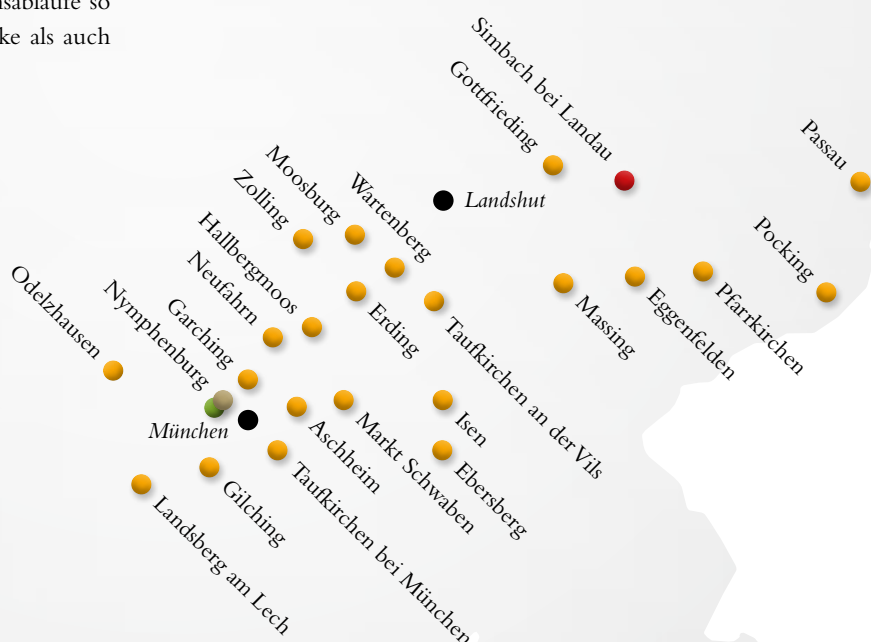 nsabläufe so
ke als auch
Simbach bei Landau
Gottfrieding
Passau
Moosburg
Wartenberg
Zolling
Landshut
Hallbergmoos
Pocking
Neufahrn
Odelzhausen
Nymphenburg
Garching
Erding
Taufkirchen an der Vils
Massing
Eggenfelden
Pfarrkirchen
München
Aschheim
Markt Schwaben
Isen
Ebersberg
Gilching
Taufkirchen bei München
Landsberg am Lech